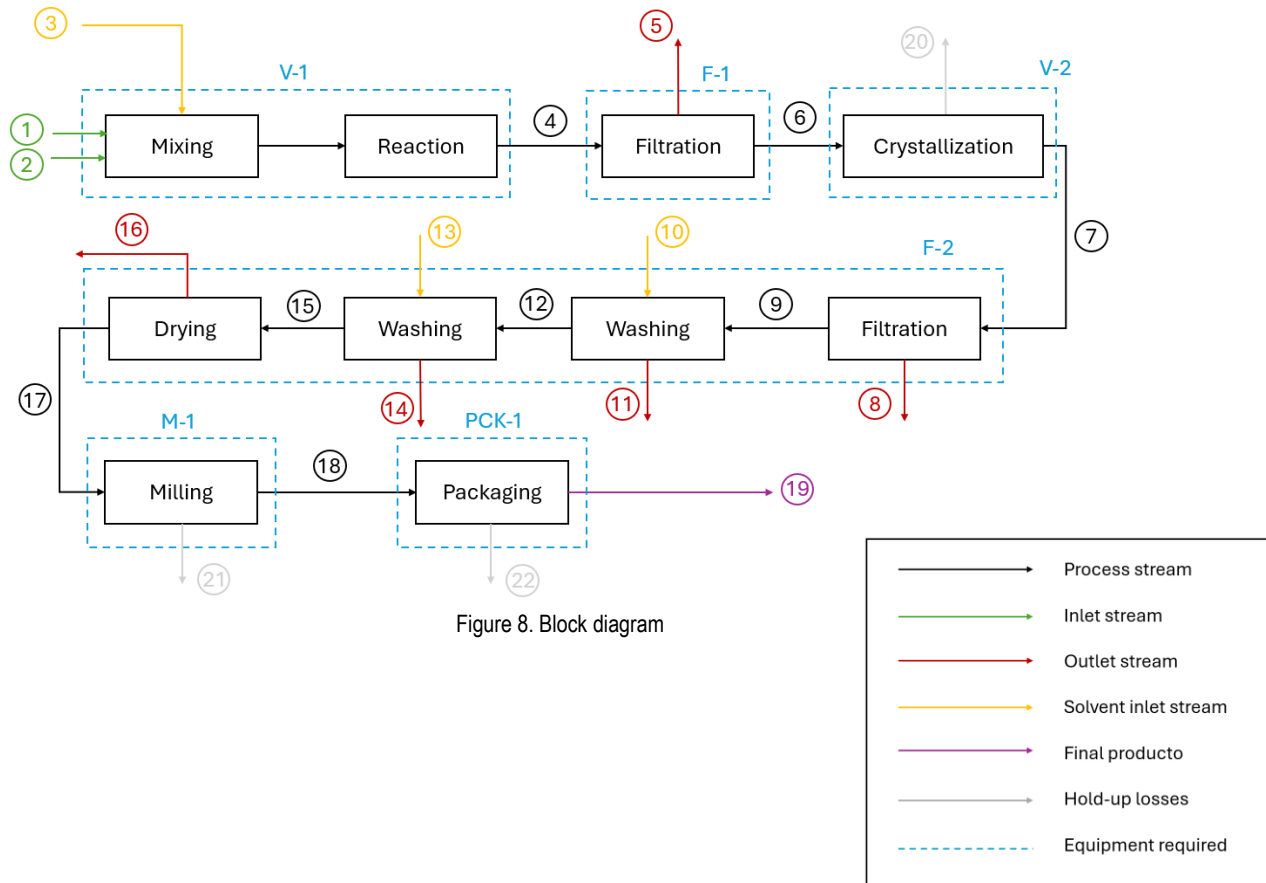 3
5
20
V-1
F-1
V-2
1
2
Mixing
Reaction
4
Filtration
6
Crystallization
7
16
13
10
F-2
Drying
15
Washing
12
Washing
9
Filtration
17
14
11
8
M-1
PCK-1
Milling
18
Packaging
19
21
22
Figure 8. Block diagram
Process stream
Inlet stream
Outlet stream
Solvent inlet stream
Final producto
Hold-up losses
Equipment required